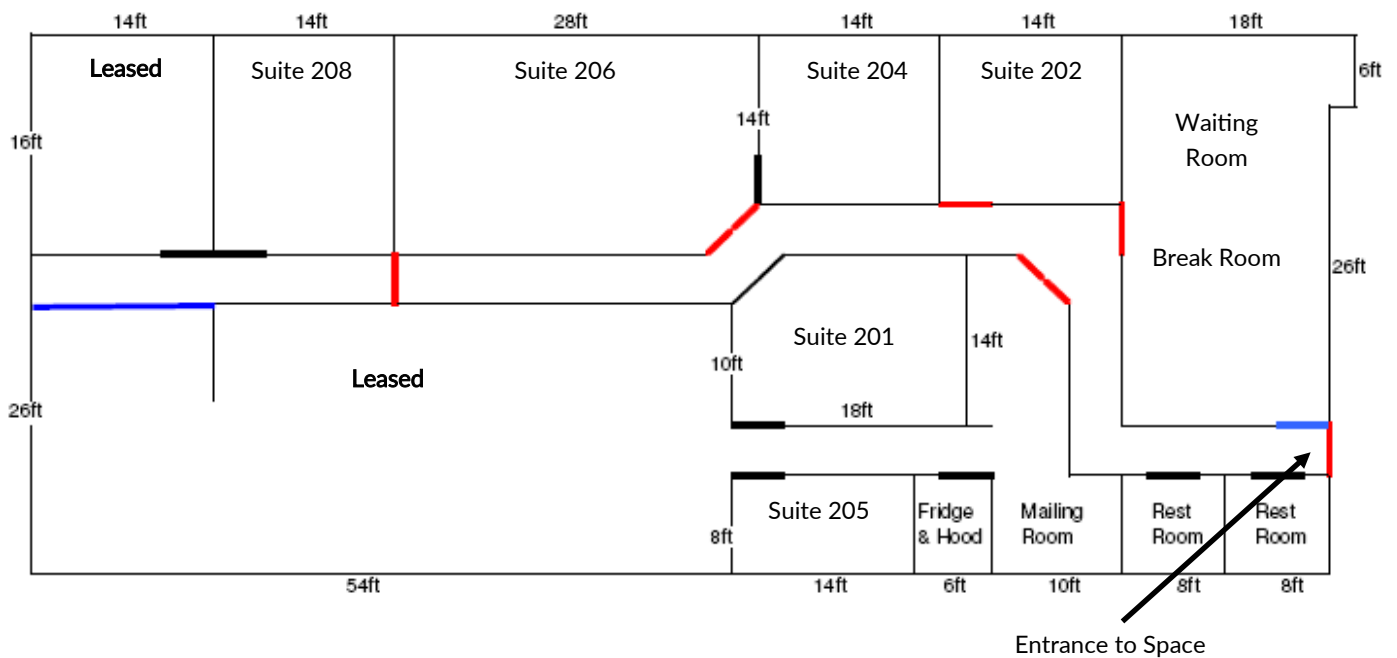 14ft
14ft
28ft
14ft
14ft
18ft
Leased
Suite 208
Suite 206
Suite 204
Suite 202
6ft
14ft
Waiting
Room
16ft
Break Room
26ft
Suite 201
14ft
10ft
Leased
18ft
26ft
Suite 205
Fridge
& Hood
Mailing
Room
Rest
Room
Rest
Room
8ft
54ft
14ft
6ft
10ft
8ft
8ft
Entrance to Space